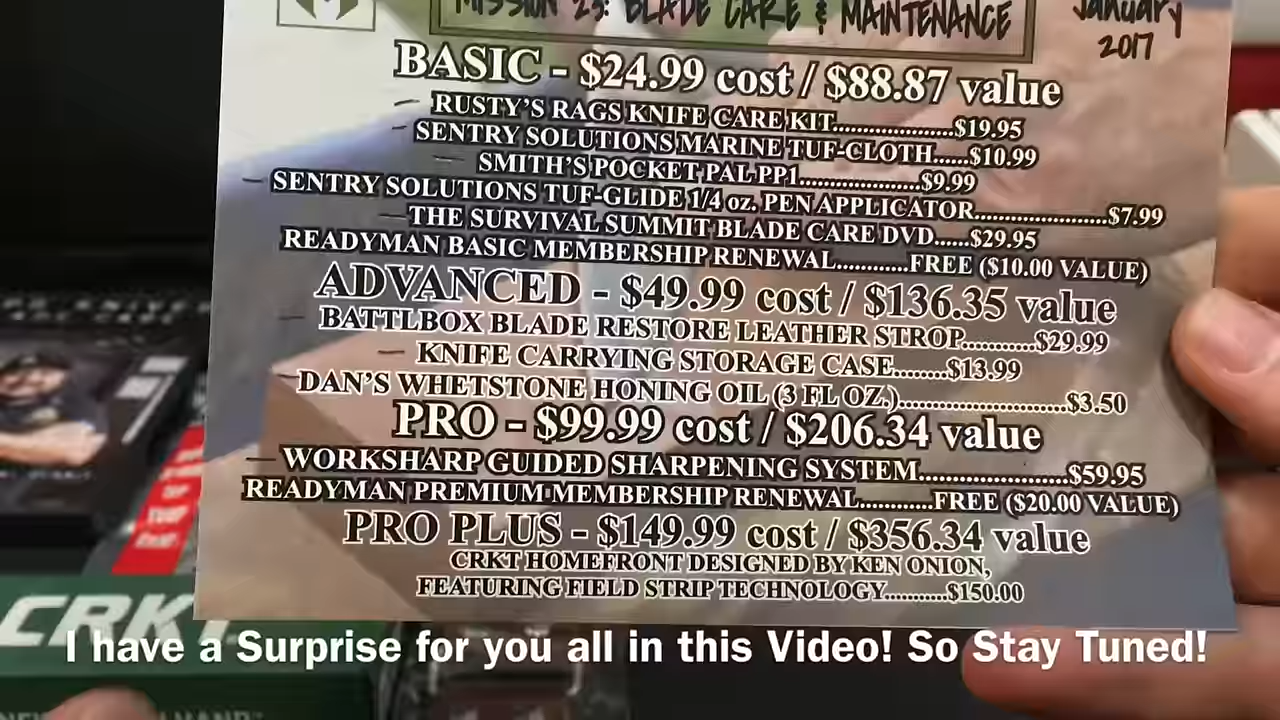 MISSION 23: BLADE CARE & MAINTENANCE
January
2017
BASIC - $24.99 cost / $88.87 value
RUSTY'S RAGS KNIFE CARE KIT....................$19.95
SENTRY SOLUTIONS MARINE TUF-CLOTH......$10.99
SMITH'S POCKET PAL PP1....................$9.99
SENTRY SOLUTIONS TUF-GLIDE 1/4 oz. PEN APPLICATOR......................$7.99
THE SURVIVAL SUMMIT BLADE CARE DVD......$29.95
READYMAN BASIC MEMBERSHIP RENEWAL............FREE ($10.00 VALUE)
ADVANCED - $49.99 cost / $136.35 value
BATTLBOX BLADE RESTORE LEATHER STROP............$29.99
KNIFE CARRYING STORAGE CASE.........$13.99
DAN'S WHETSTONE HONING OIL (3 FL OZ.)...........................$3.50
PRO - $99.99 cost / $206.34 value
WORKSHARP GUIDED SHARPENING SYSTEM.........................$59.95
READYMAN PREMIUM MEMBERSHIP RENEWAL............FREE ($20.00 VALUE)
PRO PLUS - $149.99 cost / $356.34 value
CRKT HOMEFRONT DESIGNED BY KEN ONION,
FEATURING FIELD STRIP TECHNOLOGY...........$150.00
CRKT
I have a Surprise for you all in this Video! So Stay Tuned!